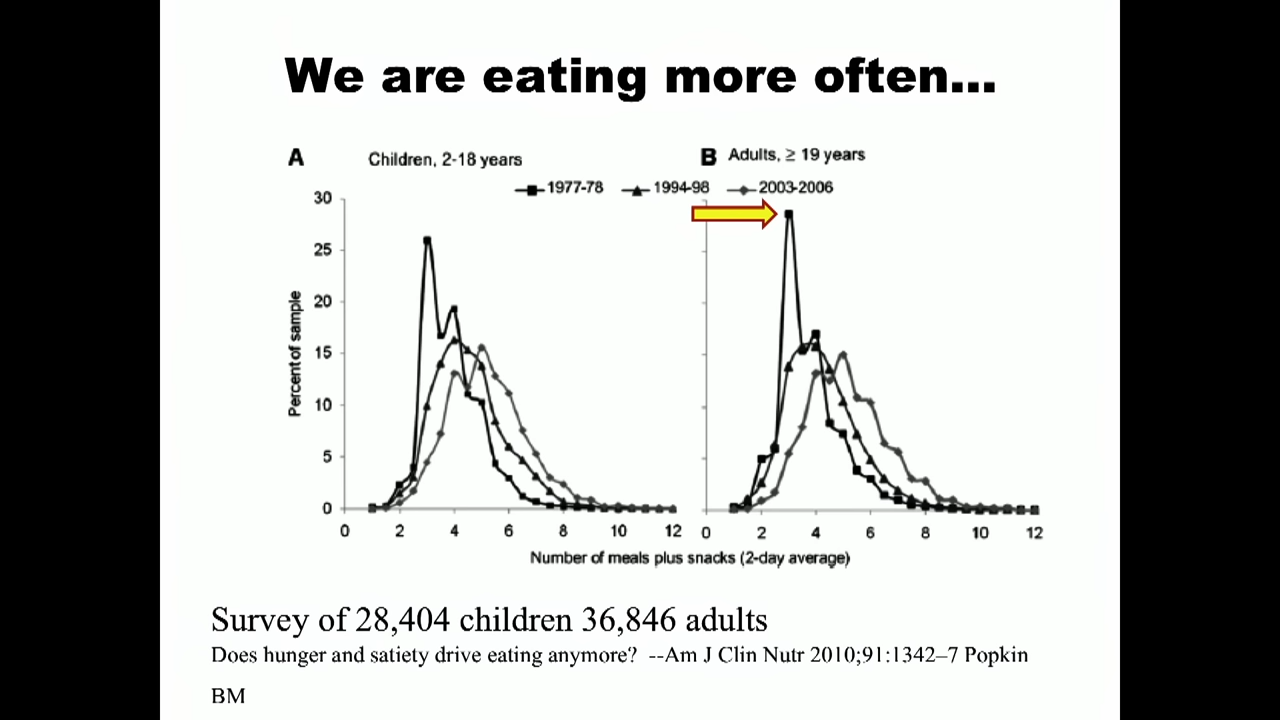 We are eating more often...
A Children, 2-18 years
B Adults, ≥ 19 years
1977-78 1994-98 2003-2006
30
25
20
15
10
5
0
Percent of sample
0 2 4 6 8 10 12
0 2 4 6 8 10 12
Number of meals plus snacks (2-day average)
Survey of 28,404 children 36,846 adults
Does hunger and satiety drive eating anymore? --Am J Clin Nutr 2010;91:1342–7 Popkin
BM